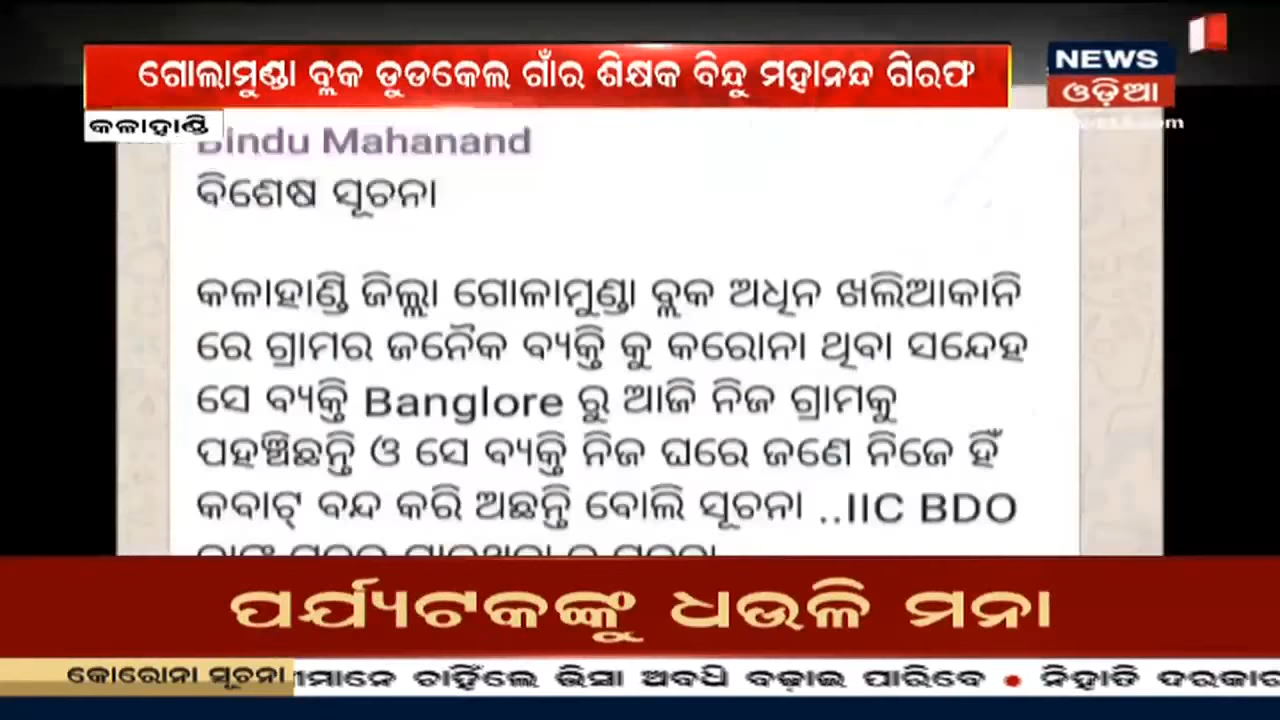 ଗୋଲାମୁଣ୍ଡା ବ୍ଲକ ଡୁଡକେଲ ଗାଁର ଶିକ୍ଷକ ବିନ୍ଦୁ ମହାନନ୍ଦ ଗିରଫ
NEWS
ଓଡ଼ିଆ
କଳାହାଣ୍ଡି
Bindu Mahanand
ବିଶେଷ ସୂଚନା
କଳାହାଣ୍ଡି ଜିଲ୍ଲା ଗୋଳାମୁଣ୍ଡା ବ୍ଲକ ଅଧିନ ଖଲିଆକାନି
ରେ ଗ୍ରାମର ଜନୈକ ବ୍ୟକ୍ତି କୁ କରୋନା ଥିବା ସନ୍ଦେହ
ସେ ବ୍ୟକ୍ତି Banglore ରୁ ଆଜି ନିଜ ଗ୍ରାମକୁ
ପହଞ୍ଚିଛନ୍ତି ଓ ସେ ବ୍ୟକ୍ତି ନିଜ ଘରେ ଜଣେ ନିଜେ ହିଁ
କବାଟ୍ ବନ୍ଦ କରି ଅଛନ୍ତି ବୋଲି ସୂଚନା ..IIC BDO
ପର୍ଯ୍ୟଟକଙ୍କୁ ଧଉଳି ମନା
କୋରୋନା ସୂଚନା
ମାନେ ଚାହିଁଲେ ଭିସା ଅବଧି ବଢ଼ାଇ ପାରିବେ • ନିହାତି ଦରକାର